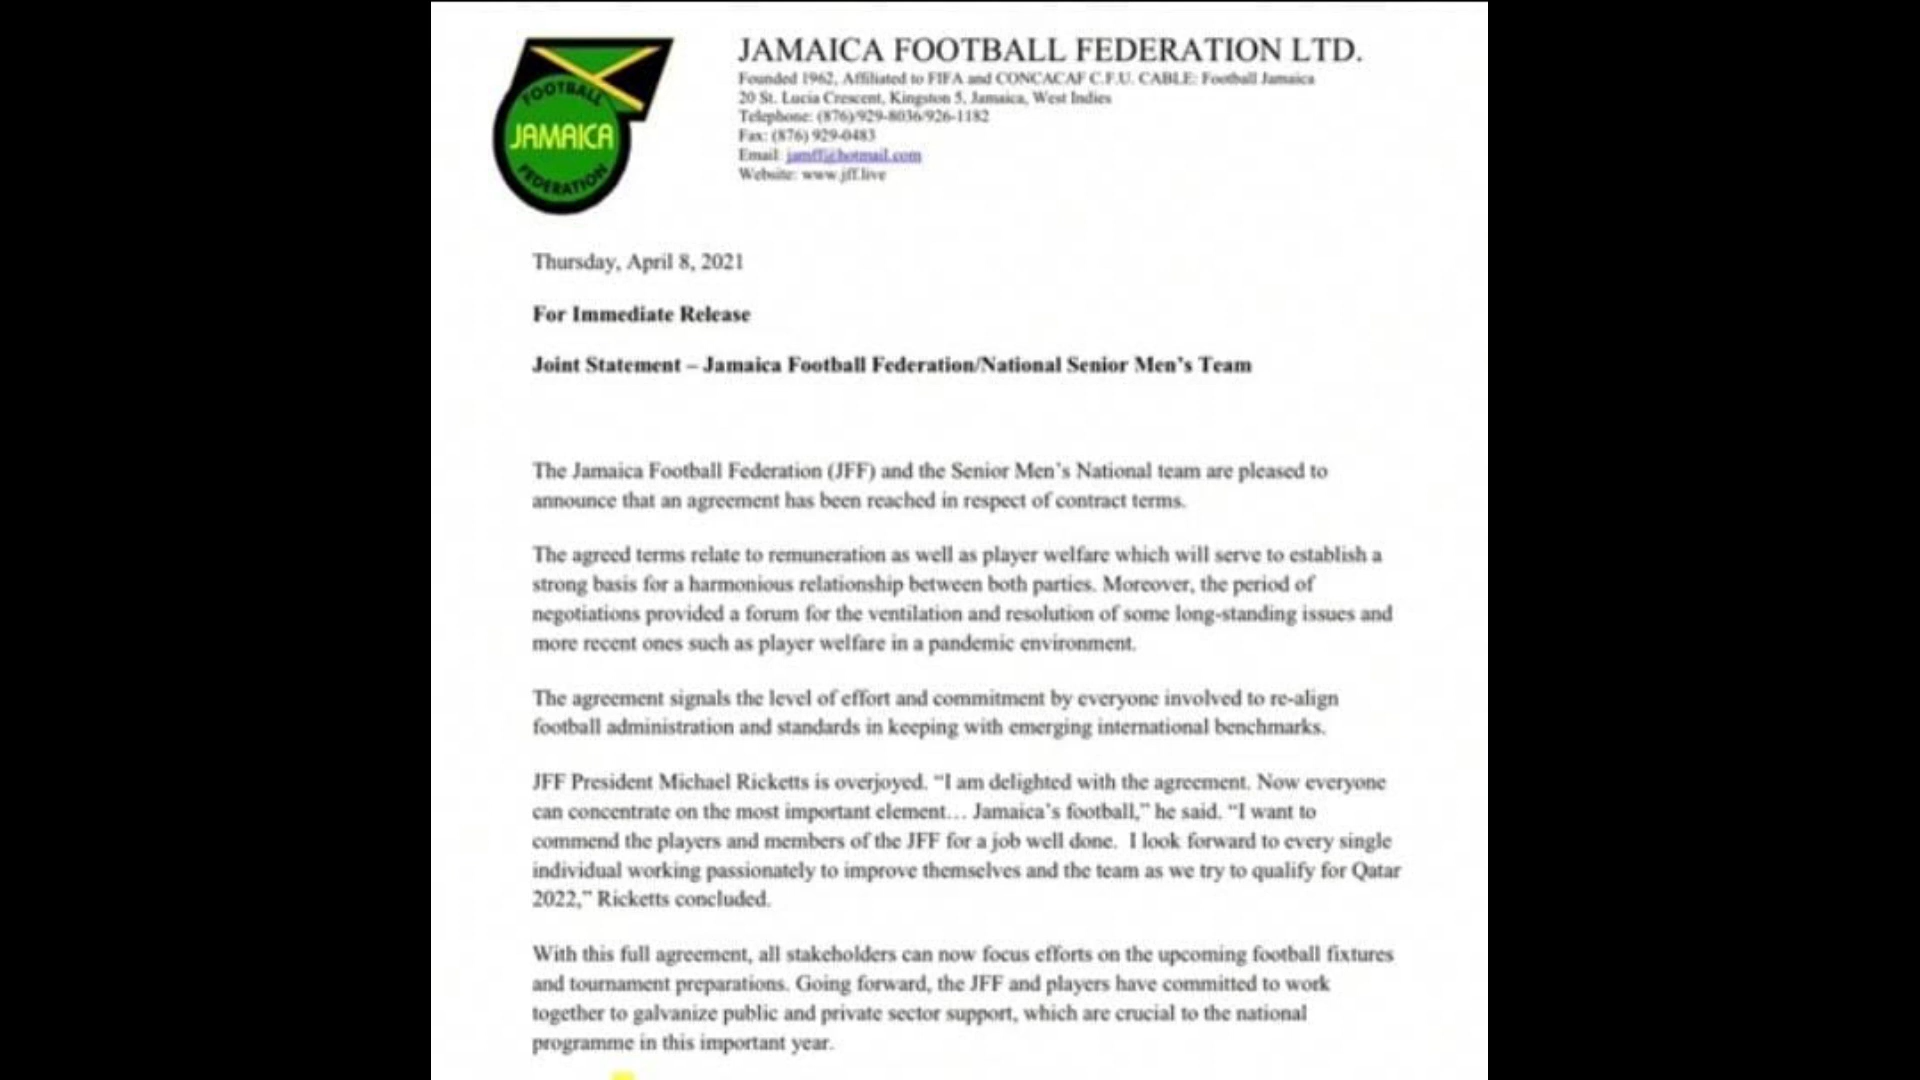 FOOTBALL
JAMAICA
FEDERATION
JAMAICA FOOTBALL FEDERATION LTD.
Founded 1962, Affiliated to FIFA and CONCACAF C.F.U. CABLE: Football Jamaica
20 St. Lucia Crescent, Kingston 5, Jamaica, West Indies
Telephone: (876)/929-8036/926-1182
Fax: (876) 929-0483
Email: jamff@hotmail.com
Website: www.jff.live
Thursday, April 8, 2021
For Immediate Release
Joint Statement – Jamaica Football Federation/National Senior Men's Team
The Jamaica Football Federation (JFF) and the Senior Men's National team are pleased to
announce that an agreement has been reached in respect of contract terms.
The agreed terms relate to remuneration as well as player welfare which will serve to establish a
strong basis for a harmonious relationship between both parties. Moreover, the period of
negotiations provided a forum for the ventilation and resolution of some long-standing issues and
more recent ones such as player welfare in a pandemic environment.
The agreement signals the level of effort and commitment by everyone involved to re-align
football administration and standards in keeping with emerging international benchmarks.
JFF President Michael Ricketts is overjoyed. “I am delighted with the agreement. Now everyone
can concentrate on the most important element… Jamaica's football,” he said. “I want to
commend the players and members of the JFF for a job well done.  I look forward to every single
individual working passionately to improve themselves and the team as we try to qualify for Qatar
2022,” Ricketts concluded.
With this full agreement, all stakeholders can now focus efforts on the upcoming football fixtures
and tournament preparations. Going forward, the JFF and players have committed to work
together to galvanize public and private sector support, which are crucial to the national
programme in this important year.